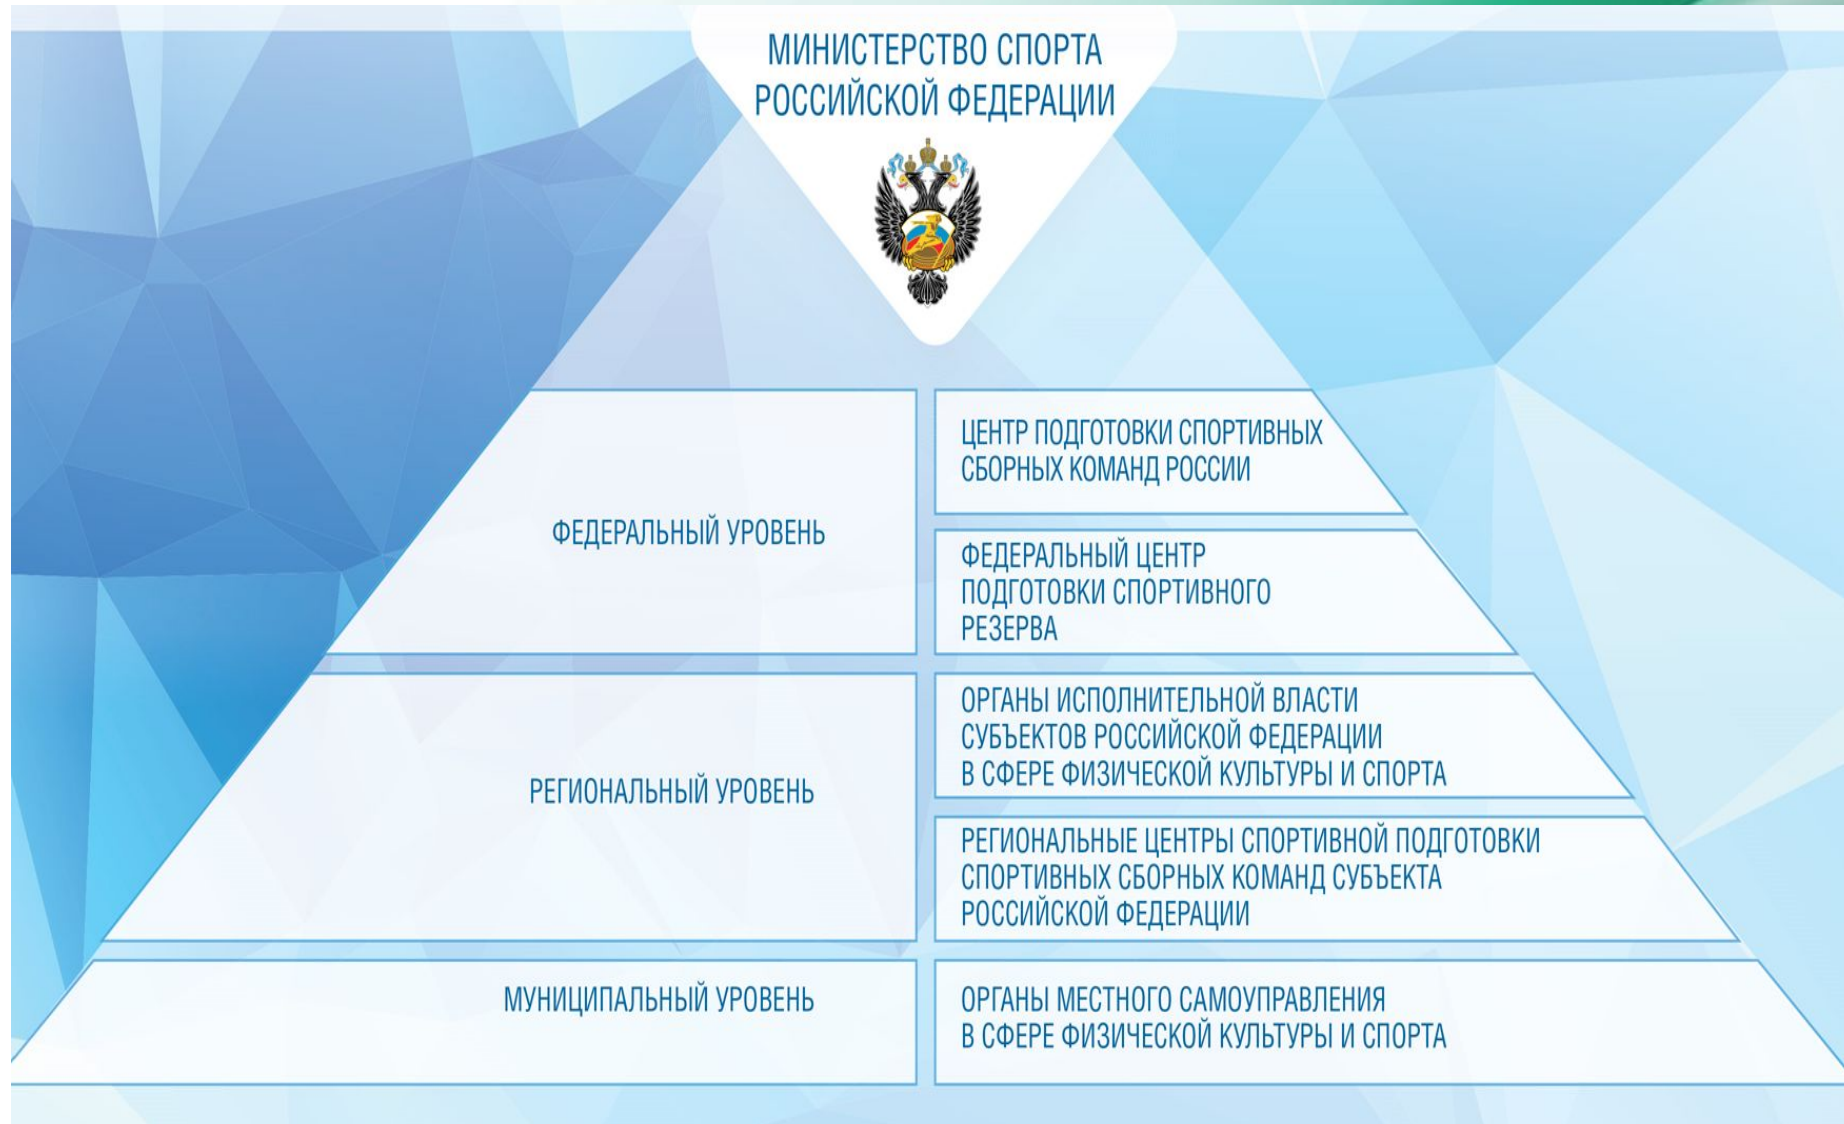 МИНИСТЕРСТВО СПОРТА
РОССИЙСКОЙ ФЕДЕРАЦИИ
ФЕДЕРАЛЬНЫЙ УРОВЕНЬ
ЦЕНТР ПОДГОТОВКИ СПОРТИВНЫХ
СБОРНЫХ КОМАНД РОССИИ
ФЕДЕРАЛЬНЫЙ ЦЕНТР
ПОДГОТОВКИ СПОРТИВНОГО
РЕЗЕРВА
РЕГИОНАЛЬНЫЙ УРОВЕНЬ
ОРГАНЫ ИСПОЛНИТЕЛЬНОЙ ВЛАСТИ
СУБЪЕКТОВ РОССИЙСКОЙ ФЕДЕРАЦИИ
В СФЕРЕ ФИЗИЧЕСКОЙ КУЛЬТУРЫ И СПОРТА
РЕГИОНАЛЬНЫЕ ЦЕНТРЫ СПОРТИВНОЙ ПОДГОТОВКИ
СПОРТИВНЫХ СБОРНЫХ КОМАНД СУБЪЕКТА
РОССИЙСКОЙ ФЕДЕРАЦИИ
МУНИЦИПАЛЬНЫЙ УРОВЕНЬ
ОРГАНЫ МЕСТНОГО САМОУПРАВЛЕНИЯ
В СФЕРЕ ФИЗИЧЕСКОЙ КУЛЬТУРЫ И СПОРТА